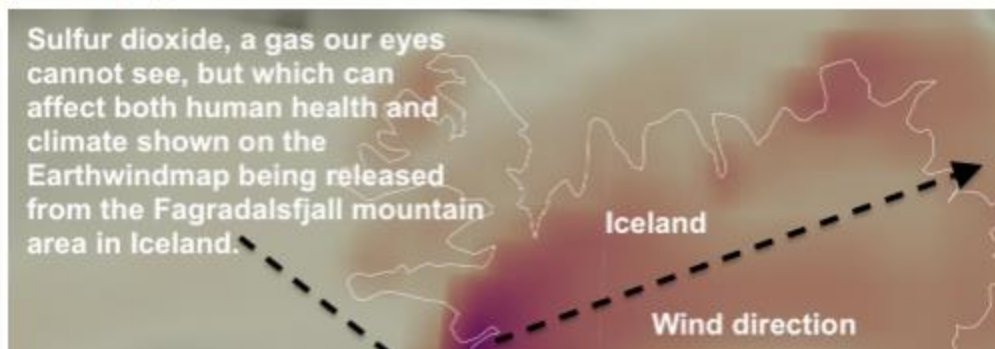 Sulfur dioxide, a gas our eyes
cannot see, but which can
affect both human health and
climate shown on the
Earthwindmap being released
from the Fagradalsfjall mountain
area in Iceland.
Iceland
Wind direction